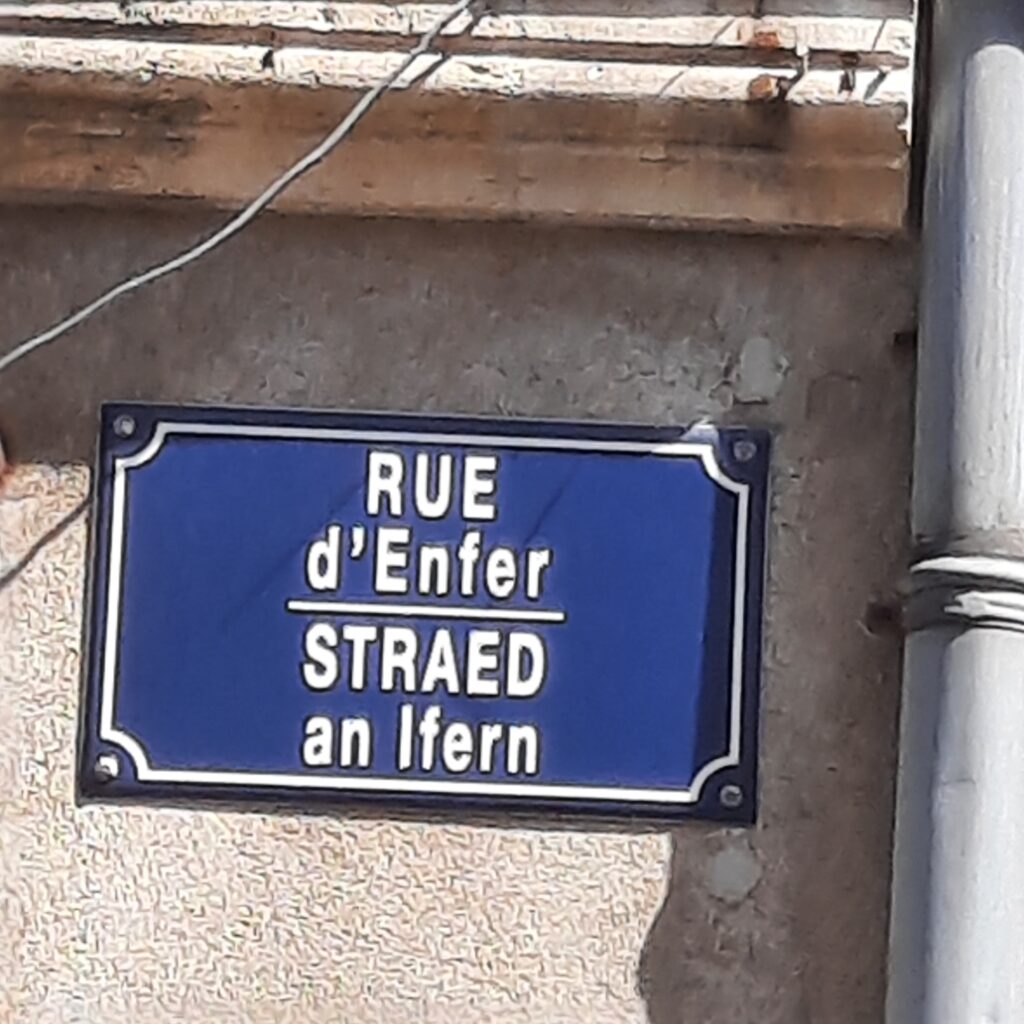 RUE
d'Enfer
STRAED
an Ifern